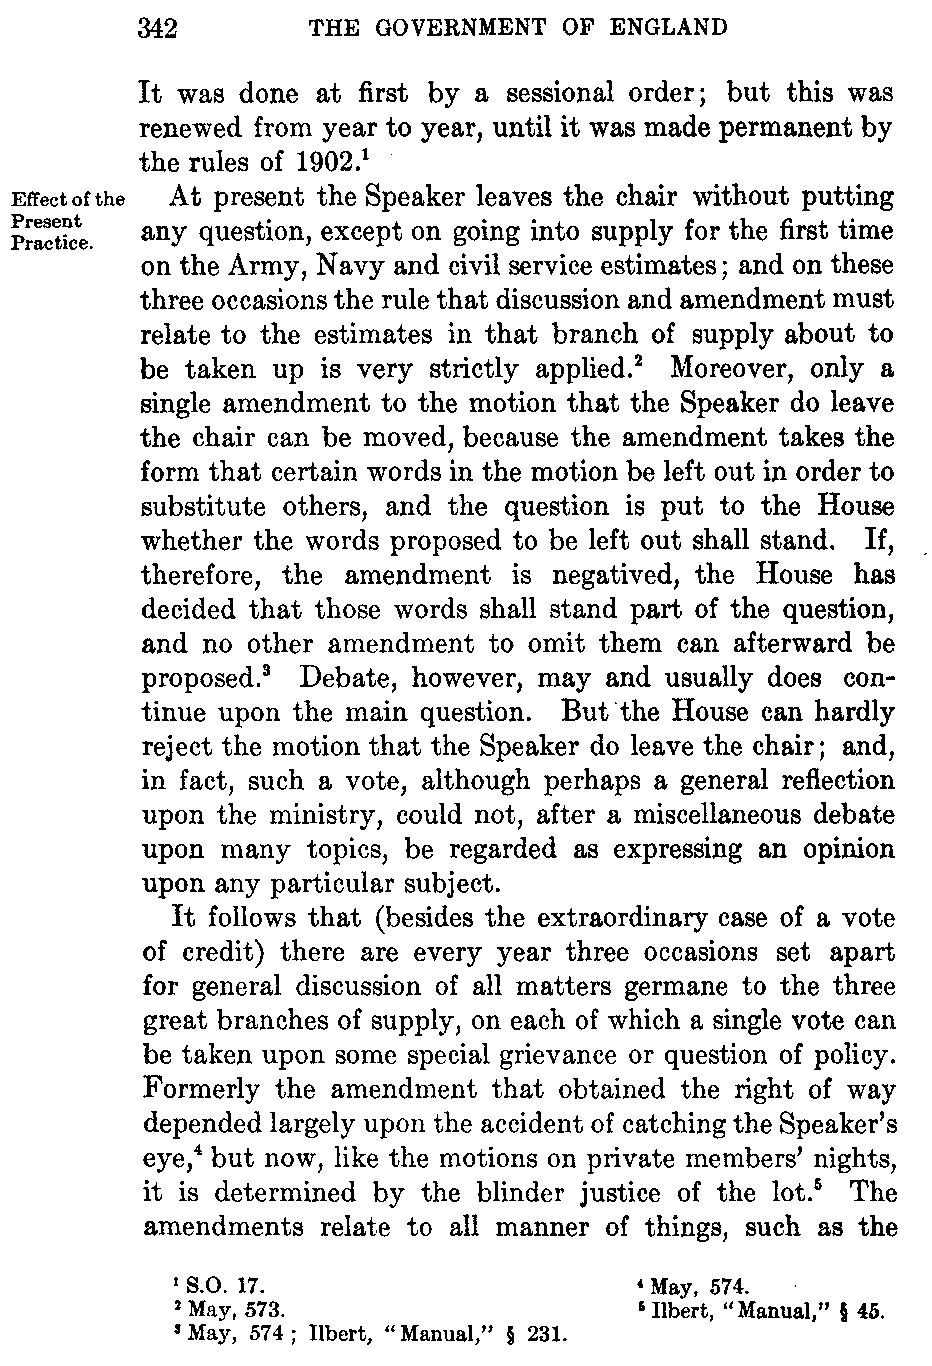 342 THE GOVERNMENT OF ENGLAND
It was done at first by a sessional order; but this was
renewed from year to year, until it was made permanent by
the rules of 1902.¹
Effect of the
Present
Practice.
At present the Speaker leaves the chair without putting
any question, except on going into supply for the first time
on the Army, Navy and civil service estimates; and on these
three occasions the rule that discussion and amendment must
relate to the estimates in that branch of supply about to
be taken up is very strictly applied.² Moreover, only a
single amendment to the motion that the Speaker do leave
the chair can be moved, because the amendment takes the
form that certain words in the motion be left out in order to
substitute others, and the question is put to the House
whether the words proposed to be left out shall stand. If,
therefore, the amendment is negatived, the House has
decided that those words shall stand part of the question,
and no other amendment to omit them can afterward be
proposed.³ Debate, however, may and usually does con-
tinue upon the main question. But the House can hardly
reject the motion that the Speaker do leave the chair; and,
in fact, such a vote, although perhaps a general reflection
upon the ministry, could not, after a miscellaneous debate
upon many topics, be regarded as expressing an opinion
upon any particular subject.
It follows that (besides the extraordinary case of a vote
of credit) there are every year three occasions set apart
for general discussion of all matters germane to the three
great branches of supply, on each of which a single vote can
be taken upon some special grievance or question of policy.
Formerly the amendment that obtained the right of way
depended largely upon the accident of catching the Speaker's
eye,⁴ but now, like the motions on private members' nights,
it is determined by the blinder justice of the lot.⁵ The
amendments relate to all manner of things, such as the
¹ S.O. 17.
² May, 573.
³ May, 574; Ilbert, "Manual," § 231.
⁴ May, 574.
⁵ Ilbert, "Manual," § 45.